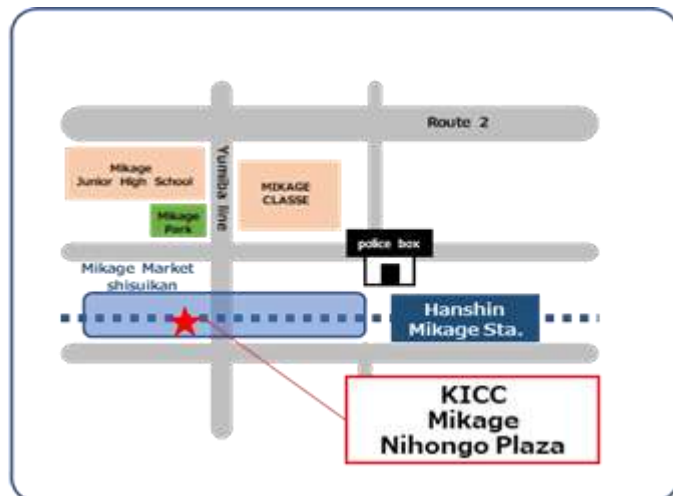 Route 2
Mikage
Junior High School
Yumiba line
MIKAGE
CLASSE
Mikage
Park
police box
Mikage Market
shisuikan
Hanshin
Mikage Sta.
KICC
Mikage
Nihongo Plaza